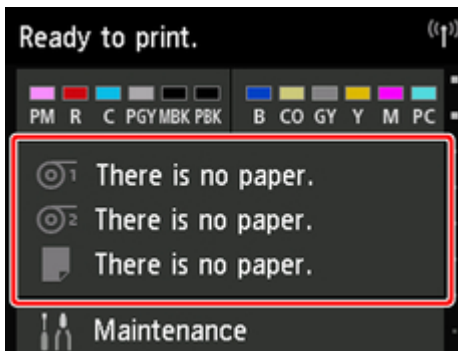 Ready to print.
PM R C PGY MBK PBK B CO GY Y M PC
1 There is no paper.
2 There is no paper.
There is no paper.
Maintenance